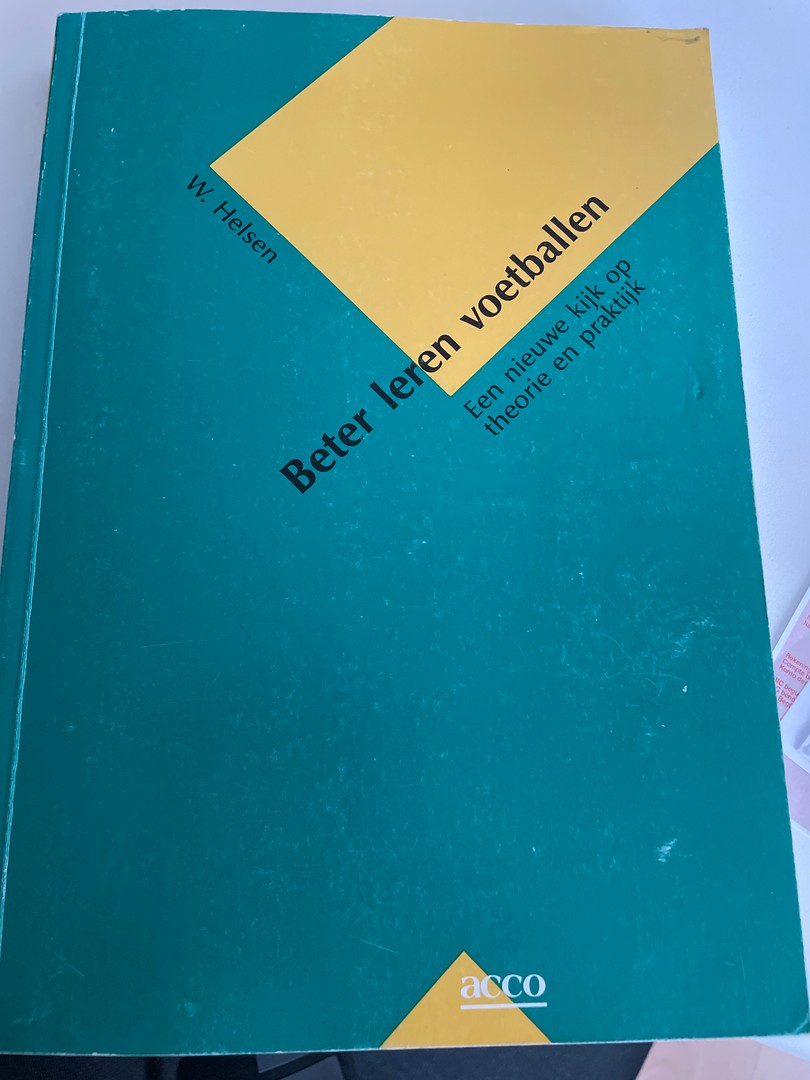 W. Helsen
Beter leren voetballen
Een nieuwe kijk op
theorie en praktijk
acco